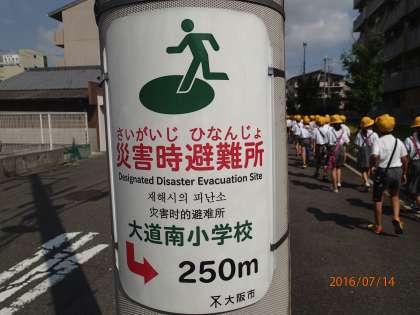 さいがいじ ひなんじょ
災害時避難所
Designated Disaster Evacuation Site
재해시의 피난소
灾害时的避难所
大道南小学校
250m
大阪市
2016/07/14